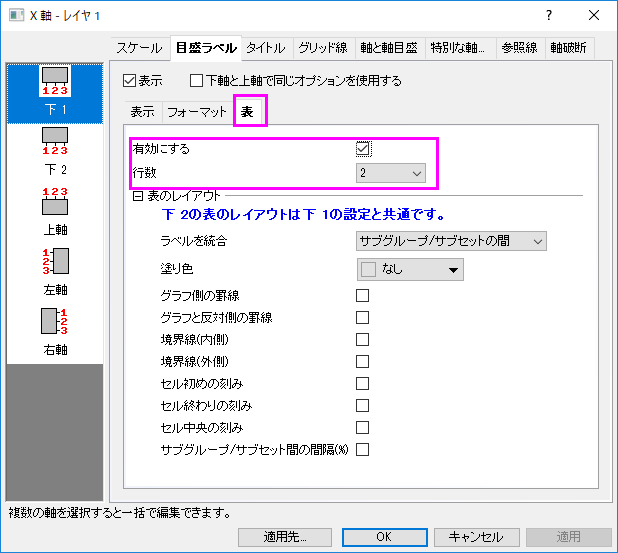 X 軸 - レイヤ 1
スケール 目盛ラベル タイトル グリッド線 軸と軸目盛 特別な軸... 参照線 軸破断
123
下 1
123
下 2
123
上軸
1
2
3
左軸
1
2
3
右軸
表示 下軸と上軸で同じオプションを使用する
表示 フォーマット 表
有効にする
行数 2
表のレイアウト
下 2の表のレイアウトは下 1の設定と共通です。
ラベルを統合 サブグループ/サブセットの間
塗り色 なし
グラフ側の罫線
グラフと反対側の罫線
境界線(内側)
境界線(外側)
セル初めの刻み
セル終わりの刻み
セル中央の刻み
サブグループ/サブセット間の間隔(%)
複数の軸を選択すると一括で編集できます。
適用先... OK キャンセル 適用